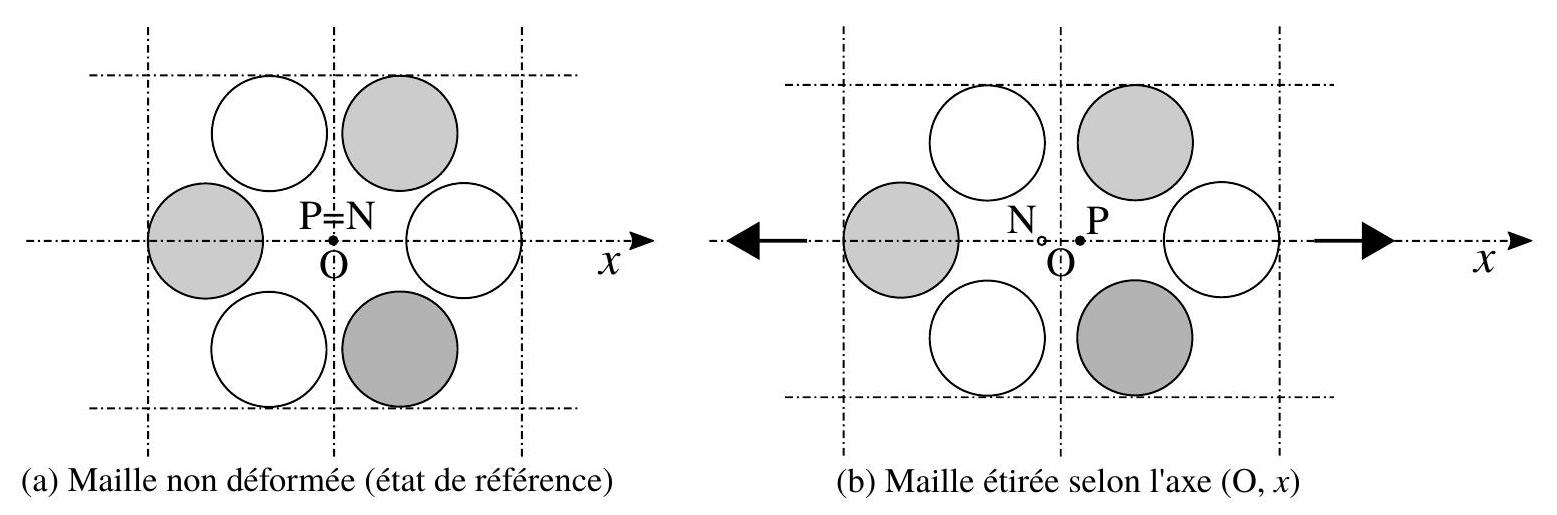 P=N
O
x
(a) Maille non déformée (état de référence)
N
P
O
x
(b) Maille étirée selon l'axe (O, x)